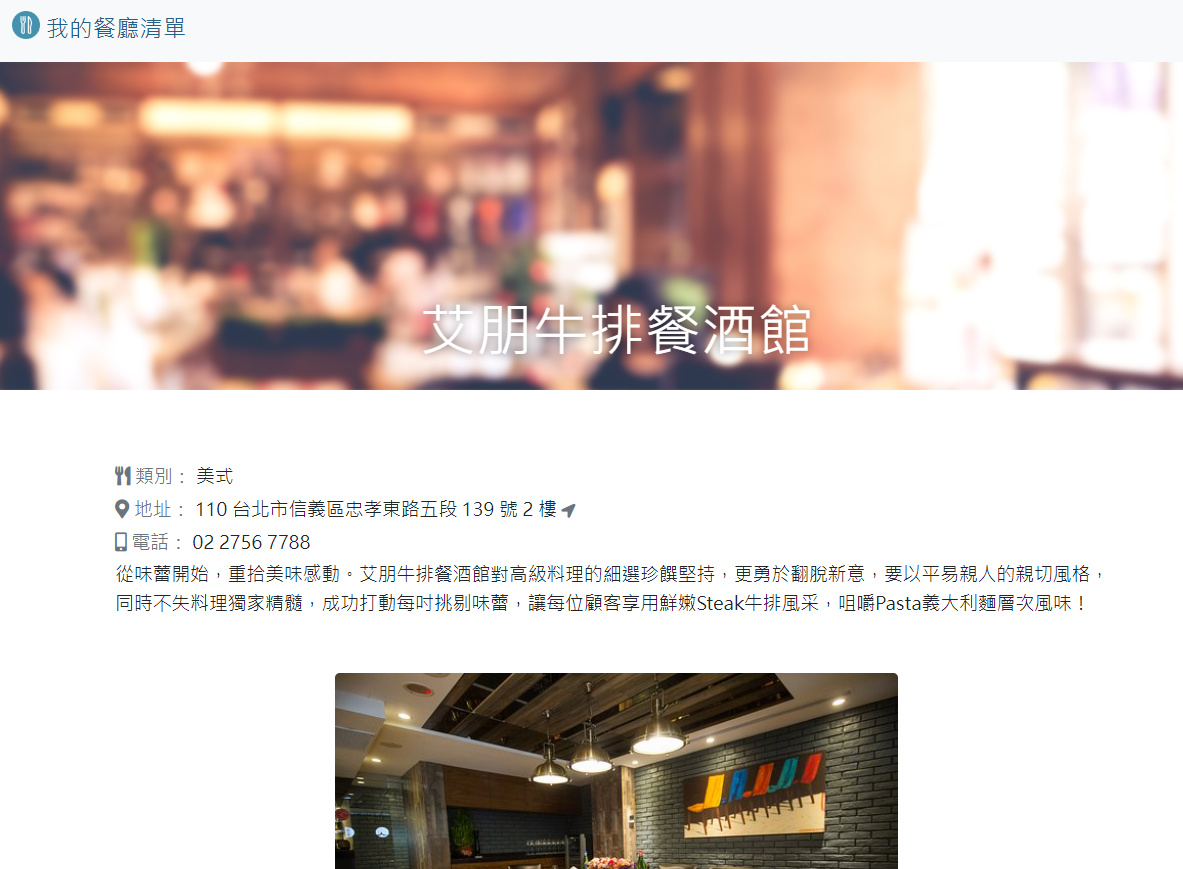 我的餐廳清單
艾朋牛排餐酒館
類別： 美式
地址： 110 台北市信義區忠孝東路五段 139 號 2 樓
電話： 02 2756 7788
從味蕾開始，重拾美味感動。艾朋牛排餐酒館對高級料理的細選珍饌堅持，更勇於翻脫新意，要以平易親人的親切風格，
同時不失料理獨家精髓，成功打動每吋挑剔味蕾，讓每位顧客享用鮮嫩Steak牛排風采，咀嚼Pasta義大利麵層次風味！